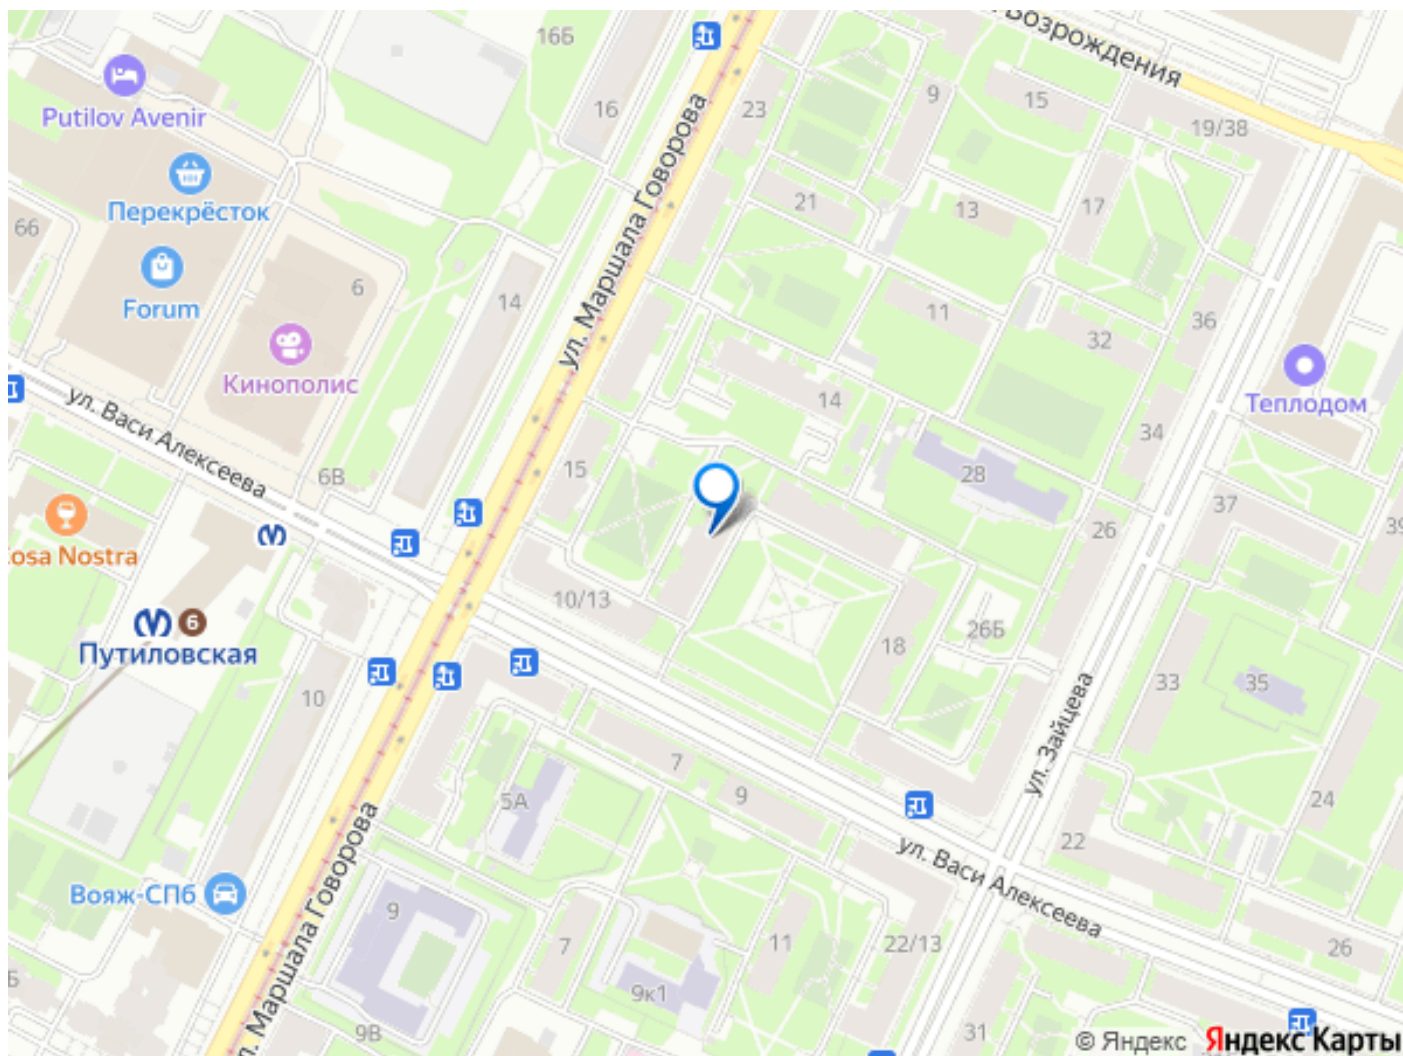 Возрождения
16Б
Putilov Avenir
16
23
9
15
19/38
ул. Маршала Говорова
Перекрёсток
21
13
17
66
Forum
6
14
11
36
32
Кинополис
Теплодом
ул. Васи Алексеева
14
34
6В
15
28
37
26
39
Cosa Nostra
10/13
26Б
6
Путиловская
18
10
33
35
ул. Зайцева
7
9
5А
24
22
ул. Васи Алексеева
Вояж-СПб
9
7
11
22/13
26
ул. Маршала Говорова
9к1
9В
31
© Яндекс
Яндекс Карты